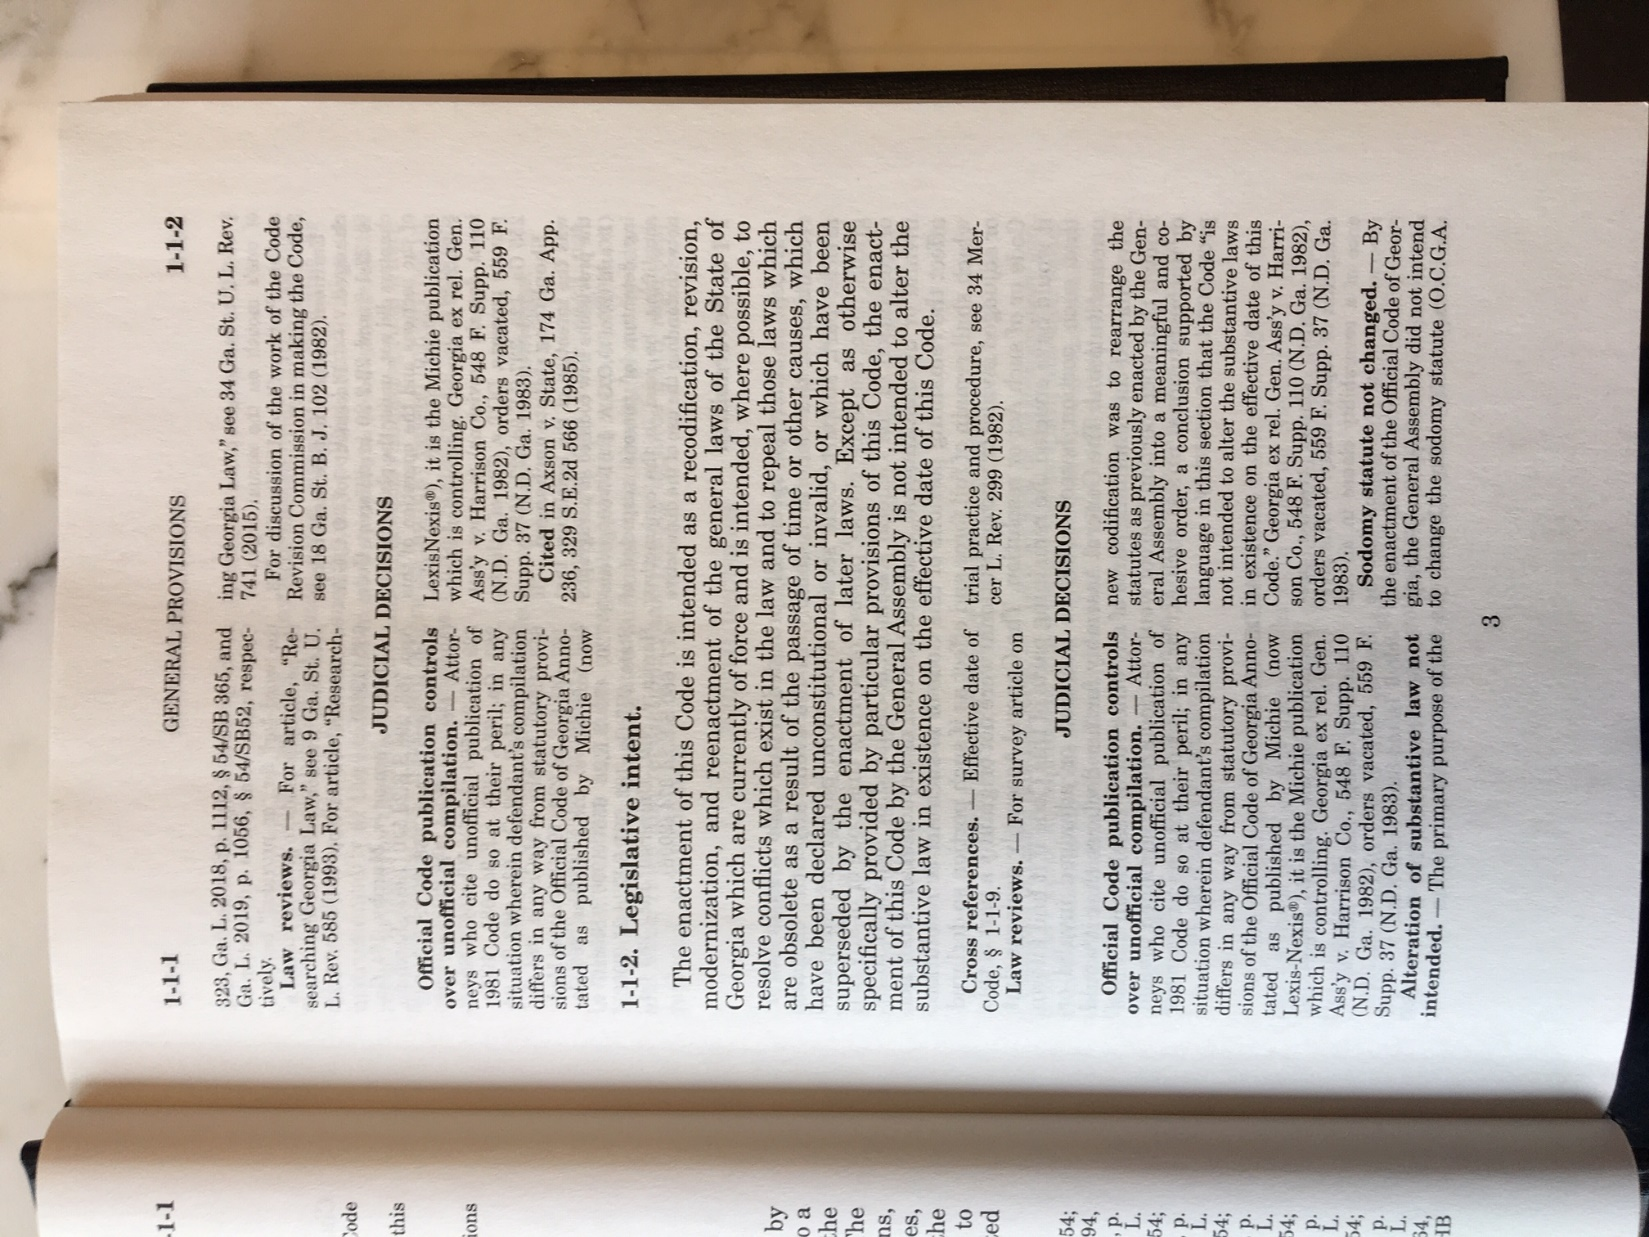 1-1-1 GENERAL PROVISIONS 1-1-2
323, Ga. L. 2018, p. 1112, § 54/SB 365, and
Ga. L. 2019, p. 1056, § 54/SB52, respec-
tively.
Law reviews. — For article, “Re-
searching Georgia Law,” see 9 Ga. St. U.
L. Rev. 585 (1993). For article, “Research-
ing Georgia Law,” see 34 Ga. St. U. L. Rev.
741 (2015).
For discussion of the work of the Code
Revision Commission in making the Code,
see 18 Ga. St. B. J. 102 (1982).
JUDICIAL DECISIONS
Official Code publication controls
over unofficial compilation. — Attor-
neys who cite unofficial publication of
1981 Code do so at their peril; in any
situation wherein defendant's compilation
differs in any way from statutory provi-
sions of the Official Code of Georgia Anno-
tated as published by Michie (now
LexisNexis®), it is the Michie publication
which is controlling. Georgia ex rel. Gen.
Ass'y v. Harrison Co., 548 F. Supp. 110
(N.D. Ga. 1982), orders vacated, 559 F.
Supp. 37 (N.D. Ga. 1983).
Cited in Axson v. State, 174 Ga. App.
236, 329 S.E.2d 566 (1985).
1-1-2. Legislative intent.
The enactment of this Code is intended as a recodification, revision,
modernization, and reenactment of the general laws of the State of
Georgia which are currently of force and is intended, where possible, to
resolve conflicts which exist in the law and to repeal those laws which
are obsolete as a result of the passage of time or other causes, which
have been declared unconstitutional or invalid, or which have been
superseded by the enactment of later laws. Except as otherwise
specifically provided by particular provisions of this Code, the enact-
ment of this Code by the General Assembly is not intended to alter the
substantive law in existence on the effective date of this Code.
Cross references. — Effective date of
Code, § 1-1-9.
Law reviews. — For survey article on
trial practice and procedure, see 34 Mer-
cer L. Rev. 299 (1982).
JUDICIAL DECISIONS
Official Code publication controls
over unofficial compilation. — Attor-
neys who cite unofficial publication of
1981 Code do so at their peril; in any
situation wherein defendant's compilation
differs in any way from statutory provi-
sions of the Official Code of Georgia Anno-
tated as published by Michie (now
Lexis-Nexis®), it is the Michie publication
which is controlling. Georgia ex rel. Gen.
Ass'y v. Harrison Co., 548 F. Supp. 110
(N.D. Ga. 1982), orders vacated, 559 F.
Supp. 37 (N.D. Ga. 1983).
Alteration of substantive law not
intended. — The primary purpose of the
new codification was to rearrange the
statutes as previously enacted by the Gen-
eral Assembly into a meaningful and co-
hesive order, a conclusion supported by
language in this section that the Code “is
not intended to alter the substantive laws
in existence on the effective date of this
Code.” Georgia ex rel. Gen. Ass'y v. Harri-
son Co., 548 F. Supp. 110 (N.D. Ga. 1982),
orders vacated, 559 F. Supp. 37 (N.D. Ga.
1983).
Sodomy statute not changed. — By
the enactment of the Official Code of Geor-
gia, the General Assembly did not intend
to change the sodomy statute (O.C.G.A.
3